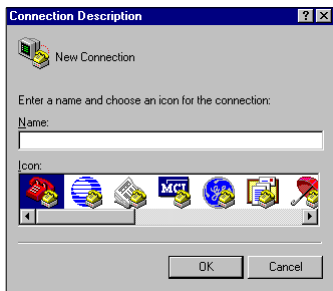 Connection Description
New Connection
Enter a name and choose an icon for the connection:
Name:
Icon:
MCI
OK
Cancel